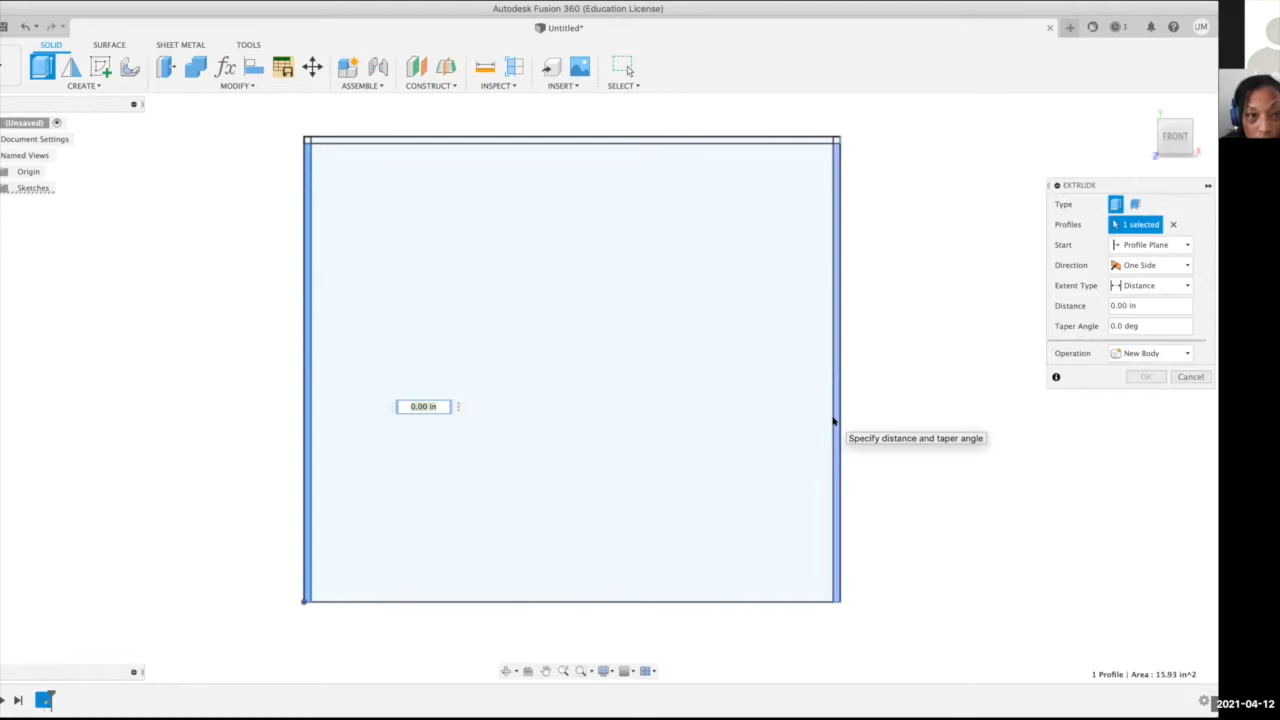 Autodesk Fusion 360 (Education License)
Untitled*
1
UM
SOLID
SURFACE
SHEET METAL
TOOLS
CREATE
MODIFY
ASSEMBLE
CONSTRUCT
INSPECT
INSERT
SELECT
(Unsaved)
Document Settings
Named Views
Origin
Sketches
FRONT
Y
X
Z
EXTRUDE
Type
Profiles 1 selected
Start Profile Plane
Direction One Side
Extent Type Distance
Distance 0.00 in
Taper Angle 0.0 deg
Operation New Body
OK Cancel
0.00 in
Specify distance and taper angle
1 Profile | Area : 15.93 in^2
2021-04-12